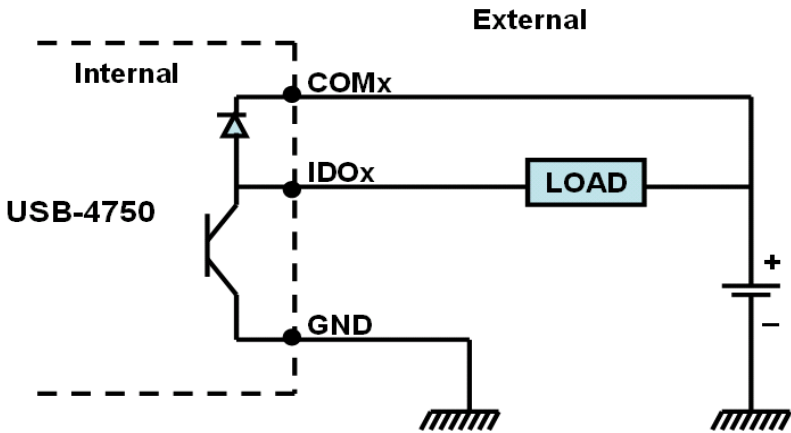 External
Internal
COMx
IDOx
LOAD
USB-4750
+
–
GND